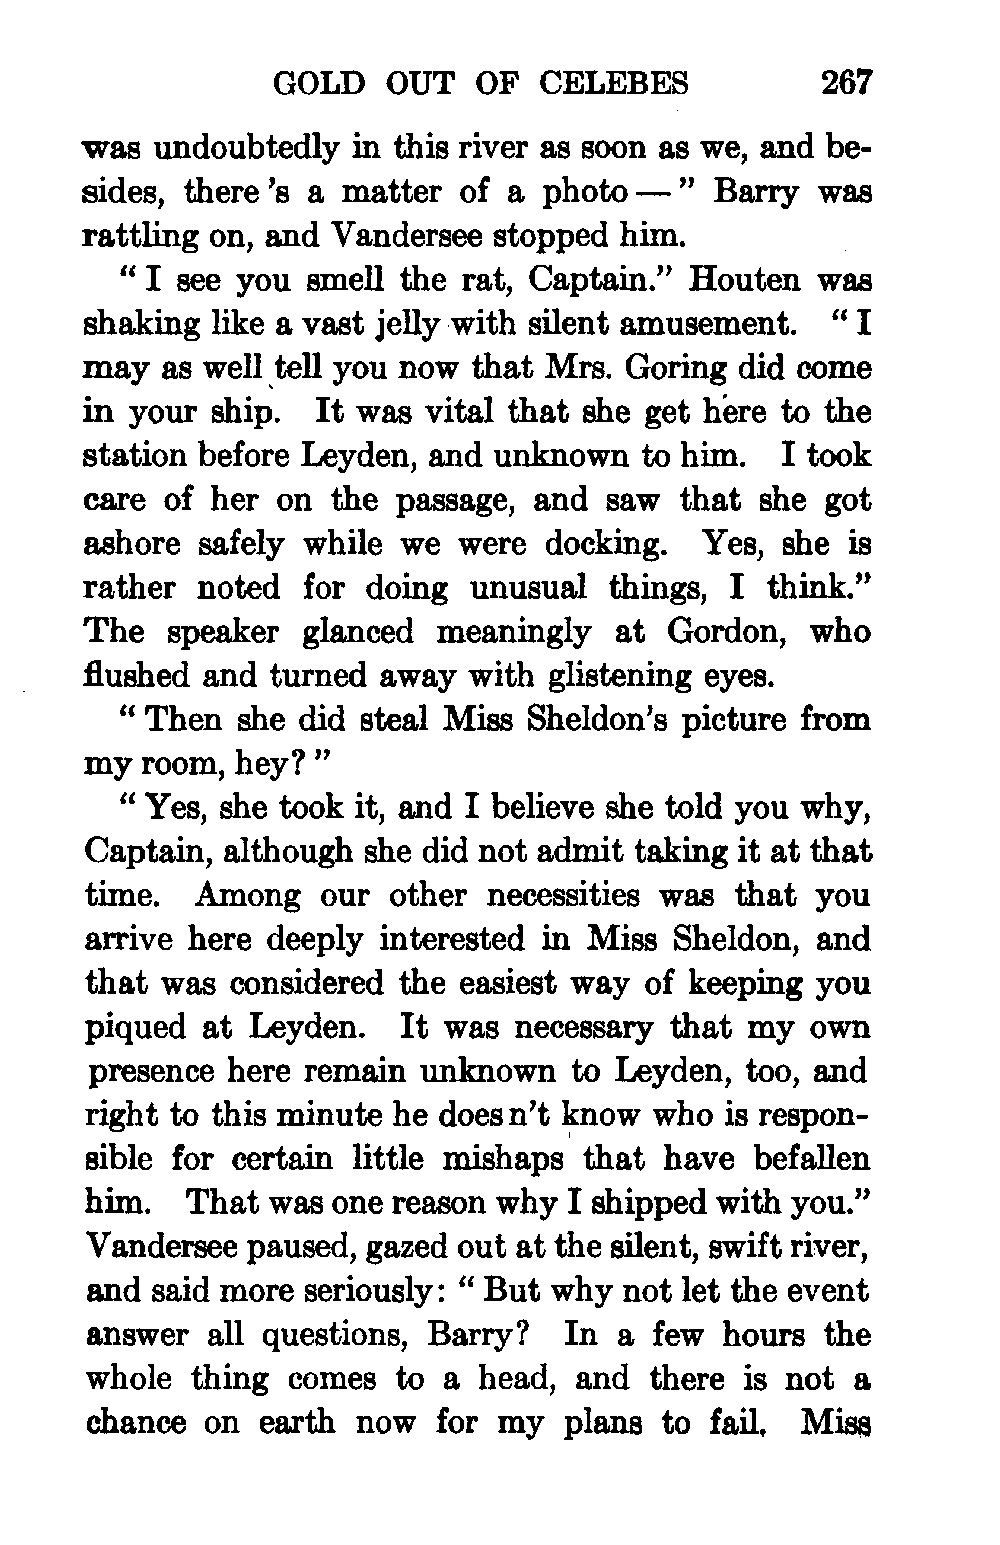 GOLD OUT OF CELEBES 267
was undoubtedly in this river as soon as we, and be-
sides, there 's a matter of a photo — " Barry was
rattling on, and Vandersee stopped him.
" I see you smell the rat, Captain." Houten was
shaking like a vast jelly with silent amusement. " I
may as well tell you now that Mrs. Goring did come
in your ship. It was vital that she get here to the
station before Leyden, and unknown to him. I took
care of her on the passage, and saw that she got
ashore safely while we were docking. Yes, she is
rather noted for doing unusual things, I think."
The speaker glanced meaningly at Gordon, who
flushed and turned away with glistening eyes.
" Then she did steal Miss Sheldon's picture from
my room, hey? "
" Yes, she took it, and I believe she told you why,
Captain, although she did not admit taking it at that
time. Among our other necessities was that you
arrive here deeply interested in Miss Sheldon, and
that was considered the easiest way of keeping you
piqued at Leyden. It was necessary that my own
presence here remain unknown to Leyden, too, and
right to this minute he doesn't know who is respon-
sible for certain little mishaps that have befallen
him. That was one reason why I shipped with you."
Vandersee paused, gazed out at the silent, swift river,
and said more seriously: " But why not let the event
answer all questions, Barry? In a few hours the
whole thing comes to a head, and there is not a
chance on earth now for my plans to fail. Miss